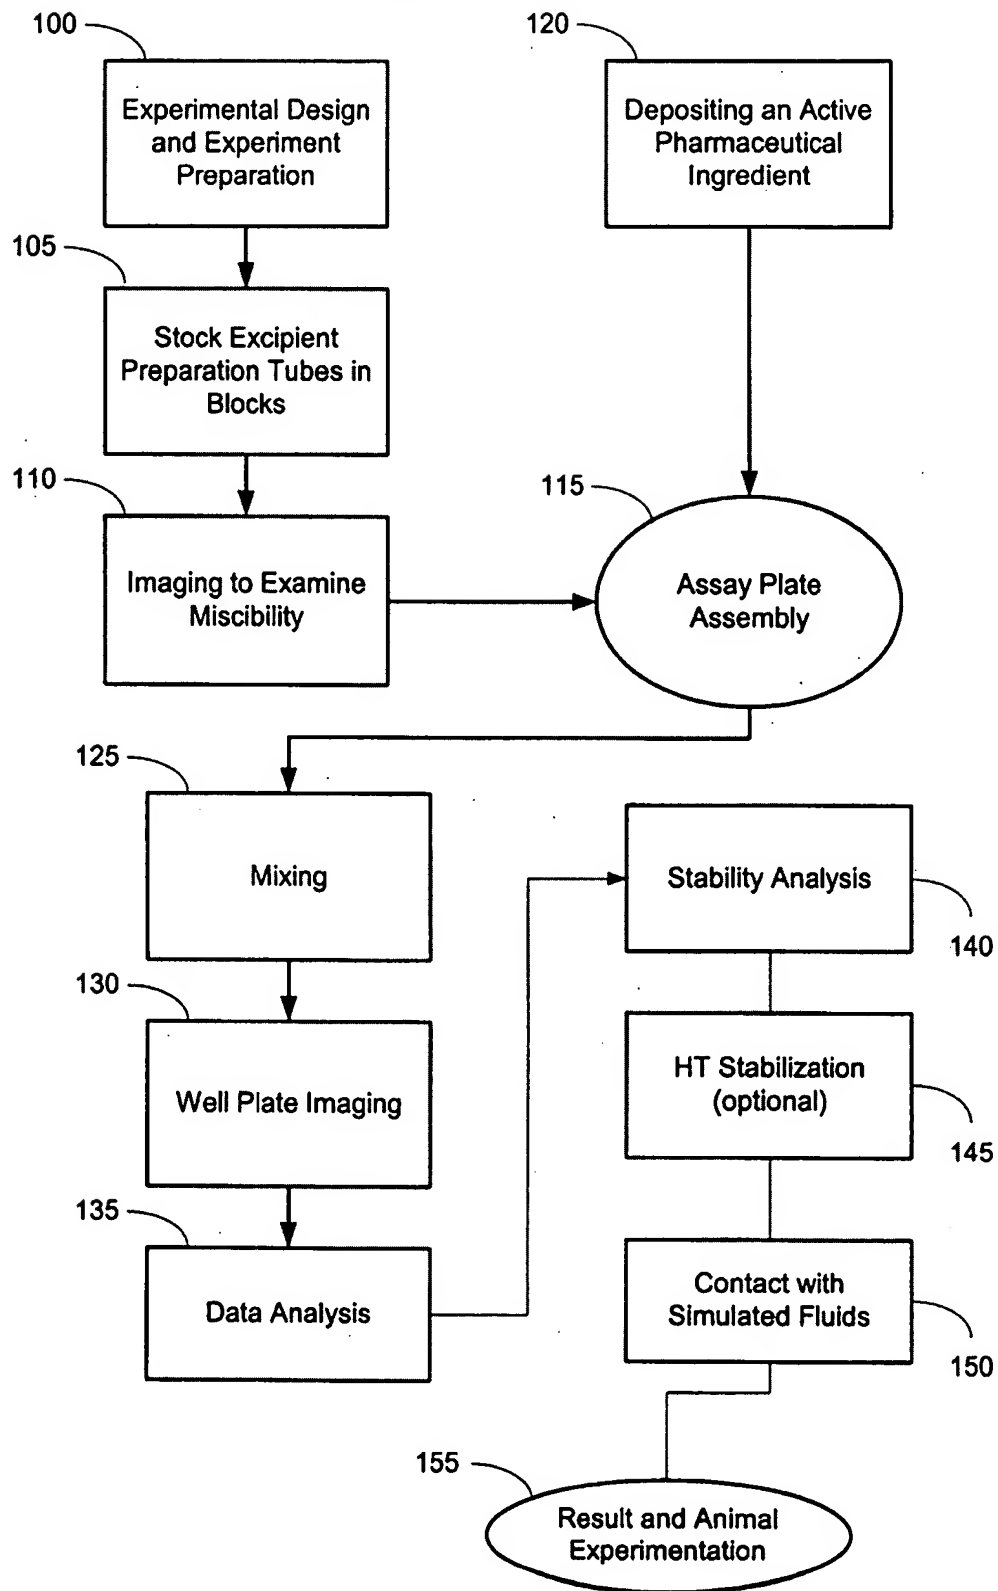 100
Experimental Design
and Experiment
Preparation
120
Depositing an Active
Pharmaceutical
Ingredient
105
Stock Excipient
Preparation Tubes in
Blocks
110
Imaging to Examine
Miscibility
115
Assay Plate
Assembly
125
Mixing
Stability Analysis
140
130
Well Plate Imaging
HT Stabilization
(optional)
145
135
Data Analysis
Contact with
Simulated Fluids
150
155
Result and Animal
Experimentation